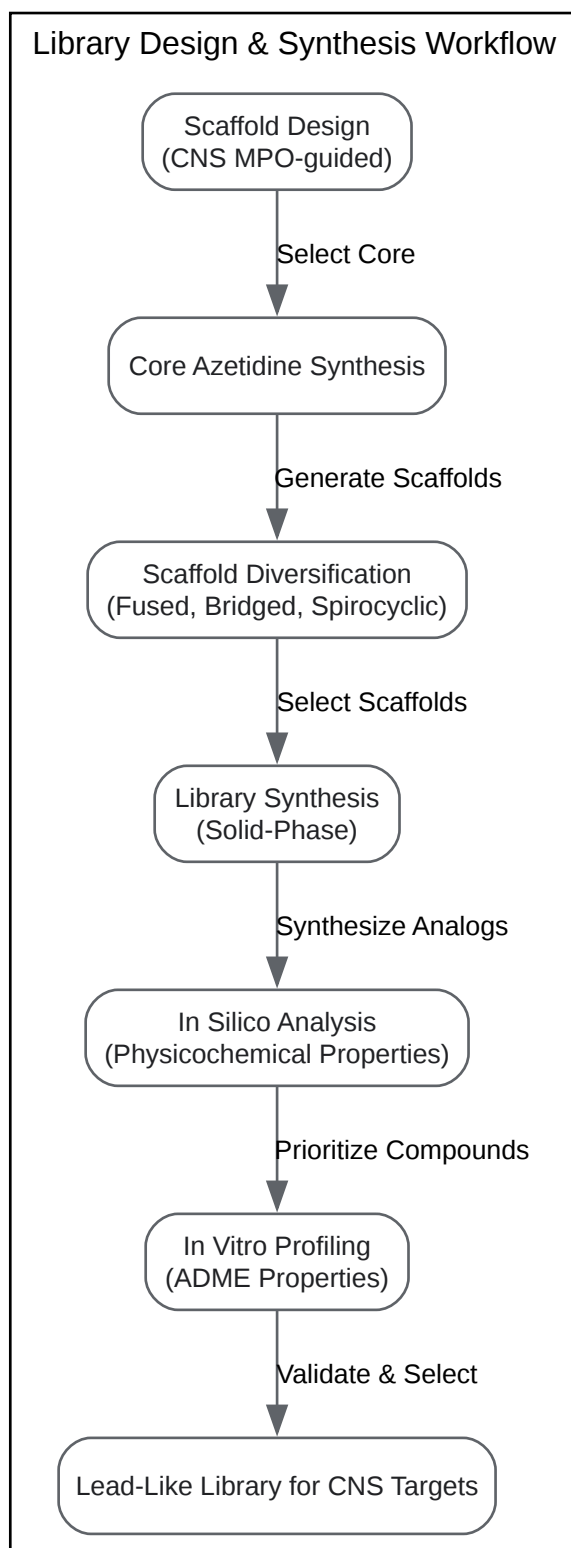 Library Design & Synthesis Workflow
Scaffold Design
(CNS MPO-guided)
Select Core
Core Azetidine Synthesis
Generate Scaffolds
Scaffold Diversification
(Fused, Bridged, Spirocyclic)
Select Scaffolds
Library Synthesis
(Solid-Phase)
Synthesize Analogs
In Silico Analysis
(Physicochemical Properties)
Prioritize Compounds
In Vitro Profiling
(ADME Properties)
Validate & Select
Lead-Like Library for CNS Targets